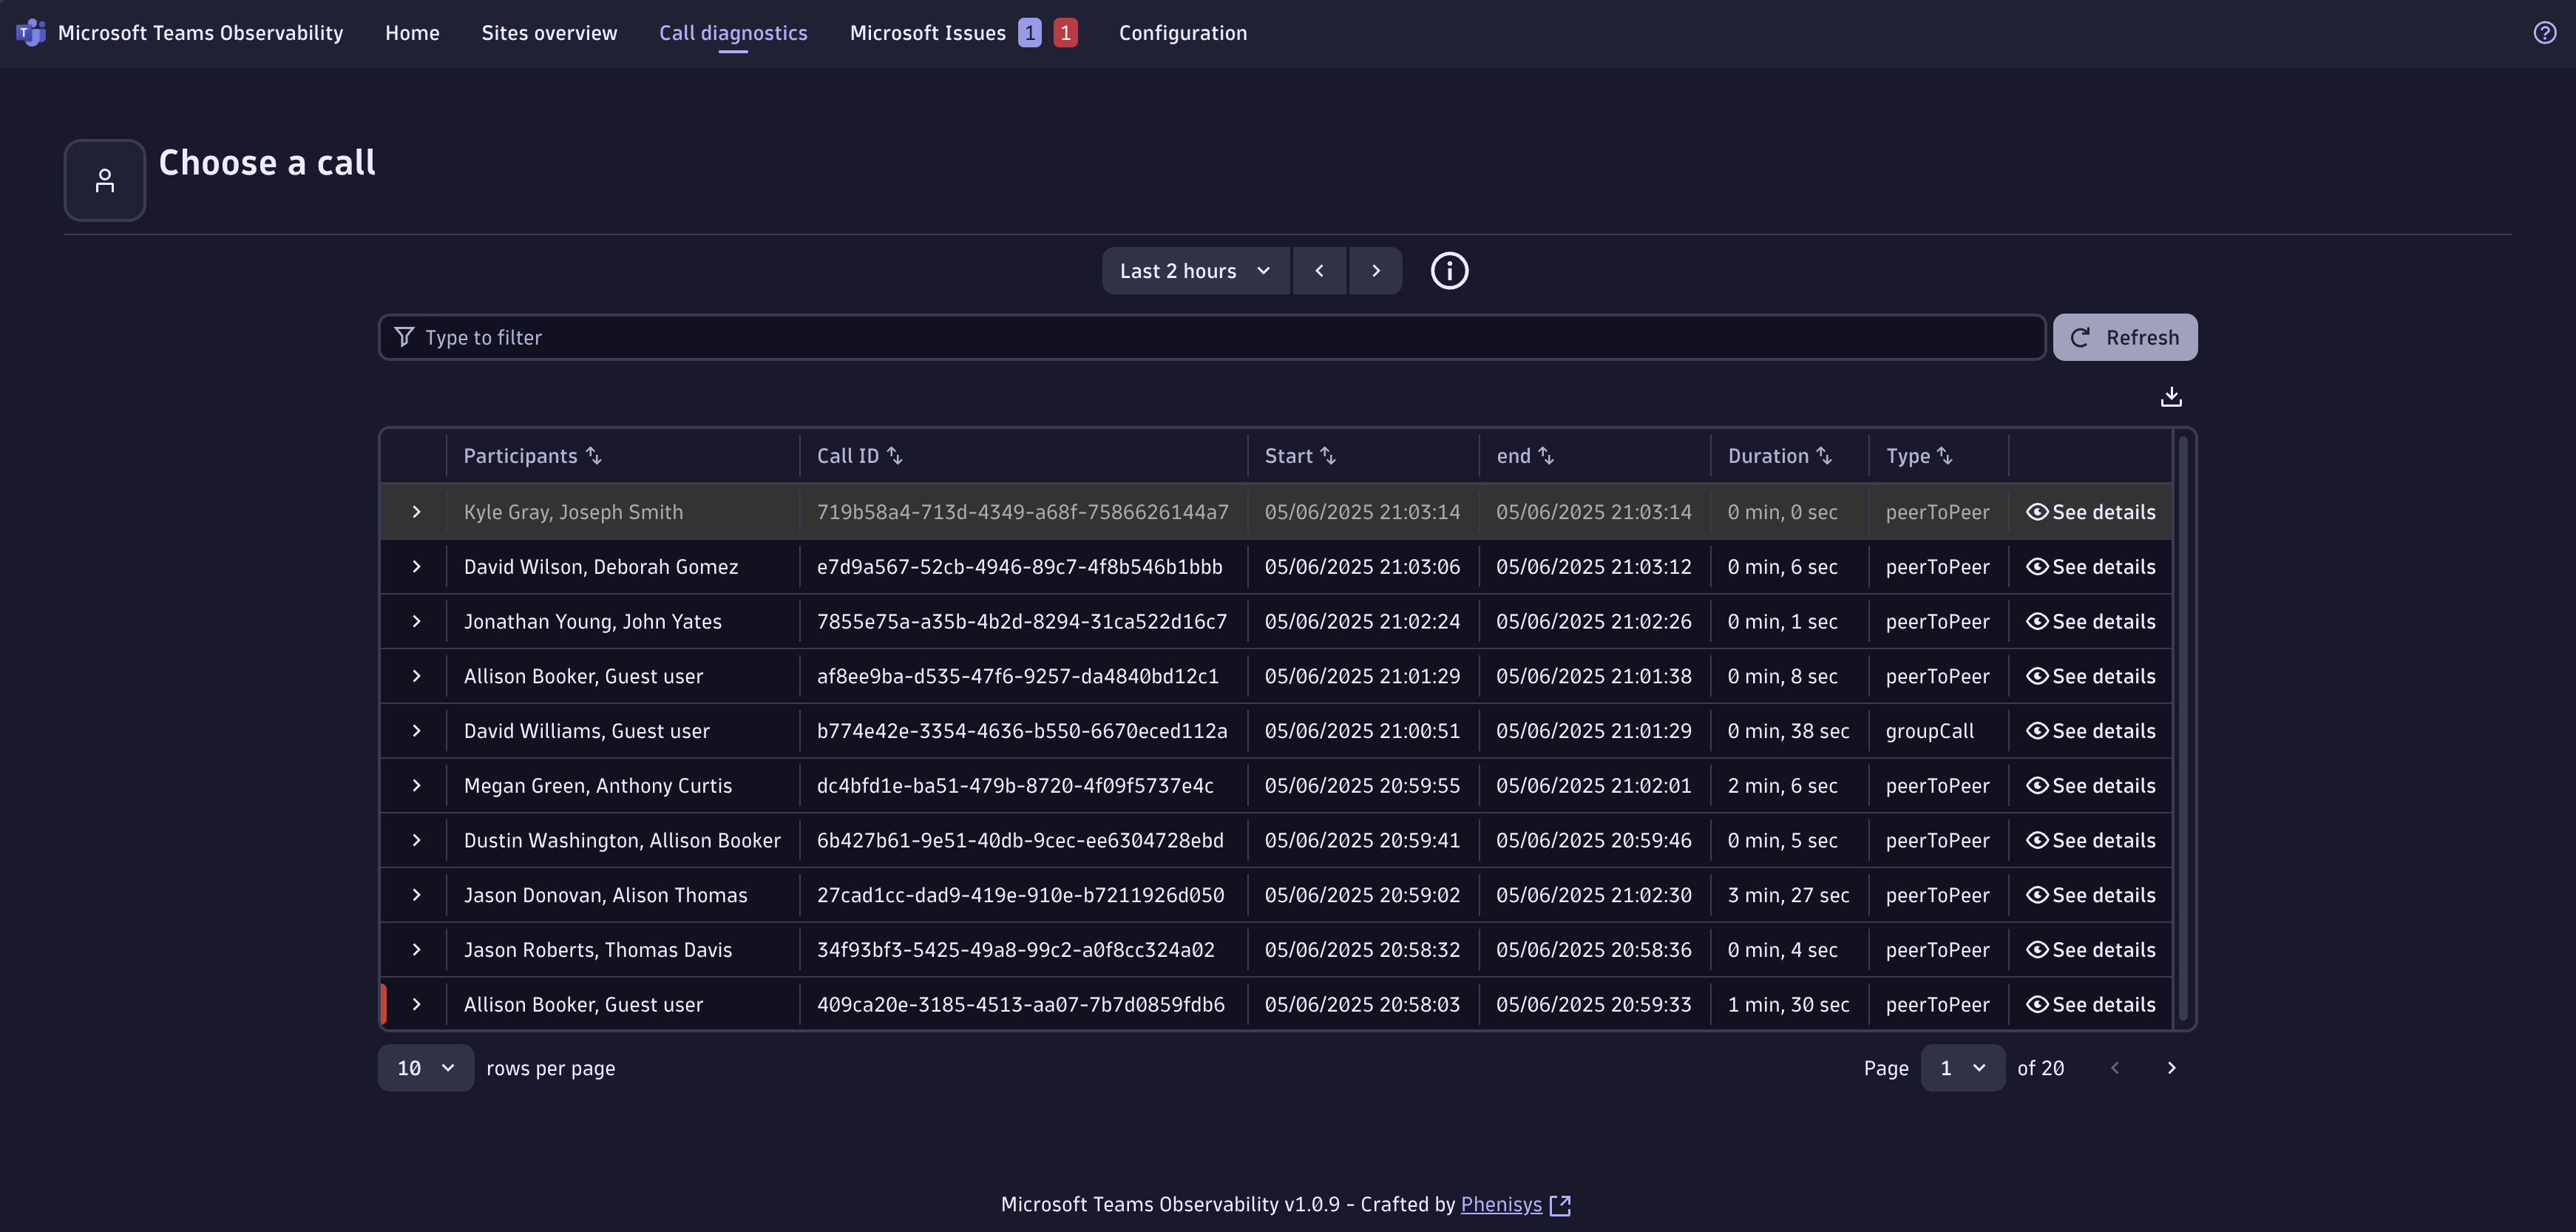 Microsoft Teams Observability Home Sites overview Call diagnostics Microsoft Issues 1 1 Configuration
Choose a call
Last 2 hours
Type to filter Refresh
Participants Call ID Start end Duration Type
Kyle Gray, Joseph Smith 719b58a4-713d-4349-a68f-7586626144a7 05/06/2025 21:03:14 05/06/2025 21:03:14 0 min, 0 sec peerToPeer See details
David Wilson, Deborah Gomez e7d9a567-52cb-4946-89c7-4f8b546b1bbb 05/06/2025 21:03:06 05/06/2025 21:03:12 0 min, 6 sec peerToPeer See details
Jonathan Young, John Yates 7855e75a-a35b-4b2d-8294-31ca522d16c7 05/06/2025 21:02:24 05/06/2025 21:02:26 0 min, 1 sec peerToPeer See details
Allison Booker, Guest user af8ee9ba-d535-47f6-9257-da4840bd12c1 05/06/2025 21:01:29 05/06/2025 21:01:38 0 min, 8 sec peerToPeer See details
David Williams, Guest user b774e42e-3354-4636-b550-6670eced112a 05/06/2025 21:00:51 05/06/2025 21:01:29 0 min, 38 sec groupCall See details
Megan Green, Anthony Curtis dc4bfd1e-ba51-479b-8720-4f09f5737e4c 05/06/2025 20:59:55 05/06/2025 21:02:01 2 min, 6 sec peerToPeer See details
Dustin Washington, Allison Booker 6b427b61-9e51-40db-9cec-ee6304728ebd 05/06/2025 20:59:41 05/06/2025 20:59:46 0 min, 5 sec peerToPeer See details
Jason Donovan, Alison Thomas 27cad1cc-dad9-419e-910e-b7211926d050 05/06/2025 20:59:02 05/06/2025 21:02:30 3 min, 27 sec peerToPeer See details
Jason Roberts, Thomas Davis 34f93bf3-5425-49a8-99c2-a0f8cc324a02 05/06/2025 20:58:32 05/06/2025 20:58:36 0 min, 4 sec peerToPeer See details
Allison Booker, Guest user 409ca20e-3185-4513-aa07-7b7d0859fdb6 05/06/2025 20:58:03 05/06/2025 20:59:33 1 min, 30 sec peerToPeer See details
10 rows per page Page 1 of 20
Microsoft Teams Observability v1.0.9 - Crafted by Phenisys